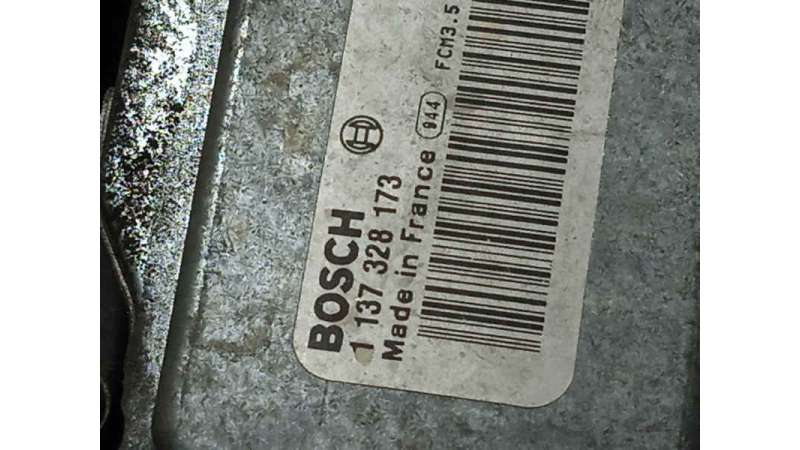 BOSCH
1 137 328 173
Made in France
944
FCM3.5